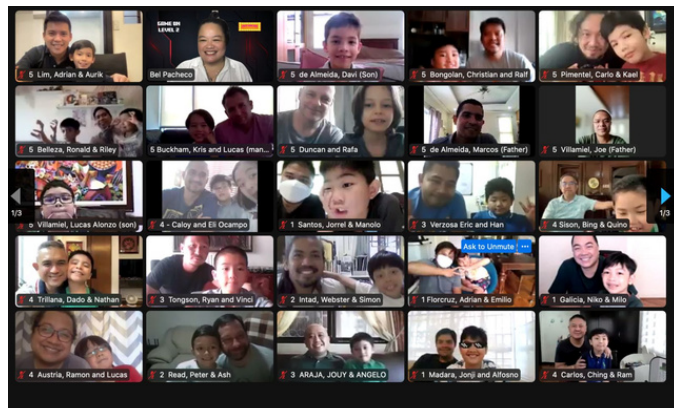 GAME ON
LEVEL 2
5 Lim, Adrian & Aurik
Bel Pacheco
5 de Almeida, Davi (Son)
5 Bongolan, Christian and Ralf
5 Pimentel, Carlo & Kael
5 Belleza, Ronald & Riley
5 Buckham, Kris and Lucas (man...
5 Duncan and Rafa
5 de Almeida, Marcos (Father)
5 Villamiel, Joe (Father)
1/3
Villamiel, Lucas Alonzo (son)
4 - Caloy and Eli Ocampo
1 Santos, Jorrel & Manolo
3 Verzosa Eric and Han
4 Sison, Bing & Quino
1/3
4 Trillana, Dado & Nathan
3 Tongson, Ryan and Vinci
2 Intad, Webster & Simon
Ask to Unmute ...
1 Florcruz, Adrian & Emilio
1 Galicia, Niko & Milo
4 Austria, Ramon and Lucas
2 Read, Peter & Ash
3 ARAJA, JOUY & ANGELO
1 Madara, Jonji and Alfosno
4 Carlos, Ching & Ram